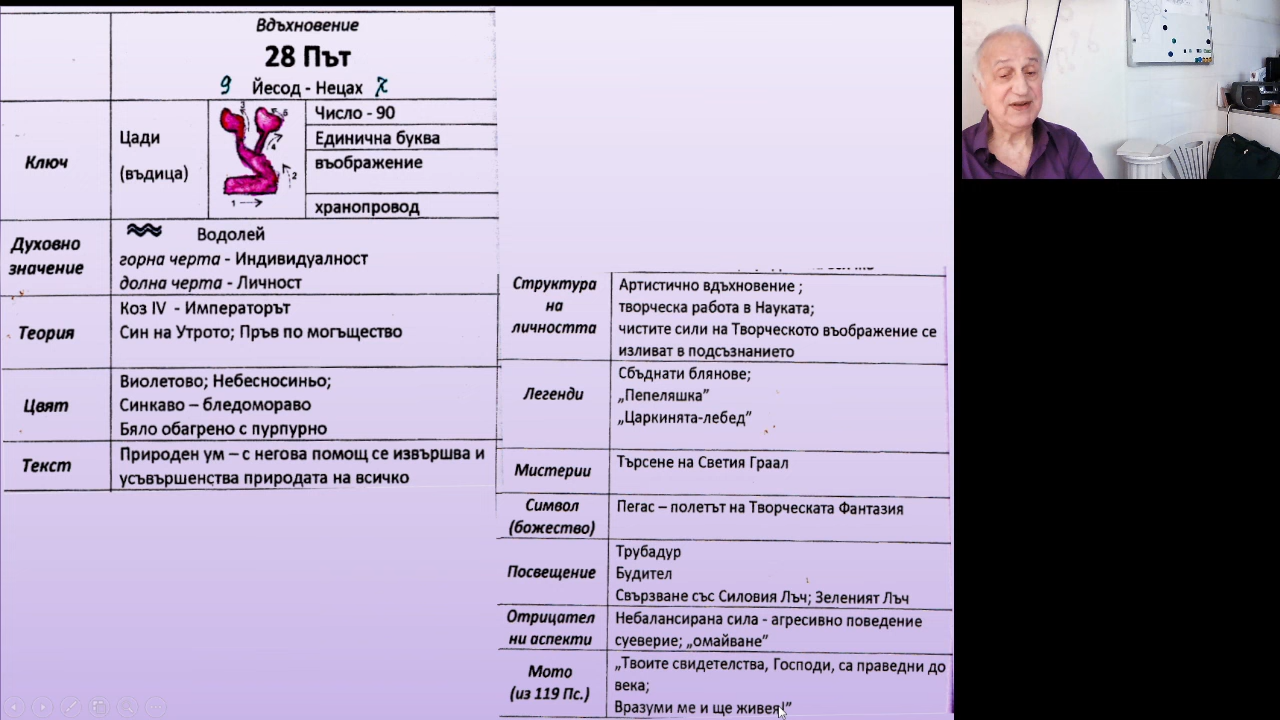 Вдъхновение
28 Път
9 Йесод - Нецах 7
Ключ
Цади
(въдица)
Число - 90
Единична буква
въображение
хранопровод
1
2
3
4
5
Духовно
значение
Водолей
горна черта - Индивидуалност
долна черта - Личност
Теория
Коз IV - Императорът
Син на Утрото; Пръв по могъщество
Цвят
Виолетово; Небесносиньо;
Синкаво – бледомораво
Бяло обагрено с пурпурно
Текст
Природен ум – с негова помощ се извършва и
усъвършенства природата на всичко
Структура
на
личността
Артистично вдъхновение ;
творческа работа в Науката;
чистите сили на Творческото въображение се
изливат в подсъзнанието
Легенди
Сбъднати блянове;
„Пепеляшка”
„Царкинята-лебед”
Мистерии
Търсене на Светия Граал
Символ
(божество)
Пегас – полетът на Творческата Фантазия
Посвещение
Трубадур
Будител
Свързване със Силовия Лъч; Зеленият Лъч
Отрицател
ни аспекти
Небалансирана сила - агресивно поведение
суеверие; „омайване”
Мото
(из 119 Пс.)
„Твоите свидетелства, Господи, са праведни до
века;
Вразуми ме и ще живея!”